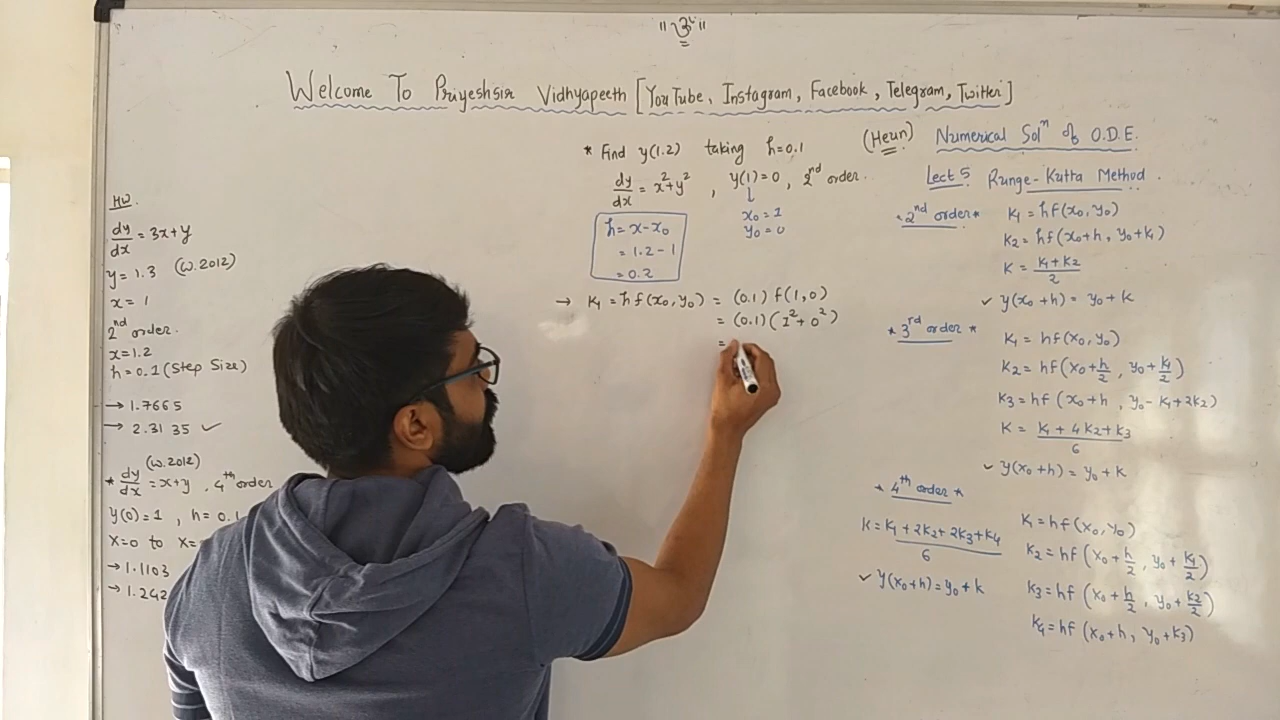 "ૐ"
Welcome To Priyeshsir Vidhyapeeth [YouTube, Instagram, Facebook, Telegram, Twitter]
HW.
dy/dx = 3x+y
y = 1.3 (W.2012)
x = 1
2nd order.
x=1.2
h=0.1 (Step Size)
→ 1.7665
→ 2.3135 ✓
(W.2012)
* dy/dx = x+y , 4th order
y(0)=1 , h=0.1
x=0 to x=
→ 1.1103
→ 1.242
* Find y(1.2) taking h=0.1
dy/dx = x²+y² , y(1)=0 , 2nd order.
x0 = 1
y0 = 0
h = x-x0
= 1.2-1
= 0.2
→ K1 = hf(x0, y0) = (0.1) f(1,0)
= (0.1)(1²+0²)
=
(Heun) Numerical Solⁿ of O.D.E.
Lect 5 Runge-Kutta Method.
*2nd order*
K1 = hf(x0, y0)
K2 = hf(x0+h, y0+K1)
K = (K1+K2)/2
✓ y(x0+h) = y0+K
*3rd order*
K1 = hf(x0, y0)
K2 = hf(x0+h/2, y0+K1/2)
K3 = hf(x0+h, y0-K1+2K2)
K = (K1+4K2+K3)/6
✓ y(x0+h) = y0+K
*4th order*
K = (K1+2K2+2K3+K4)/6
✓ y(x0+h) = y0+K
K1 = hf(x0, y0)
K2 = hf(x0+h/2, y0+K1/2)
K3 = hf(x0+h/2, y0+K2/2)
K4 = hf(x0+h, y0+K3)